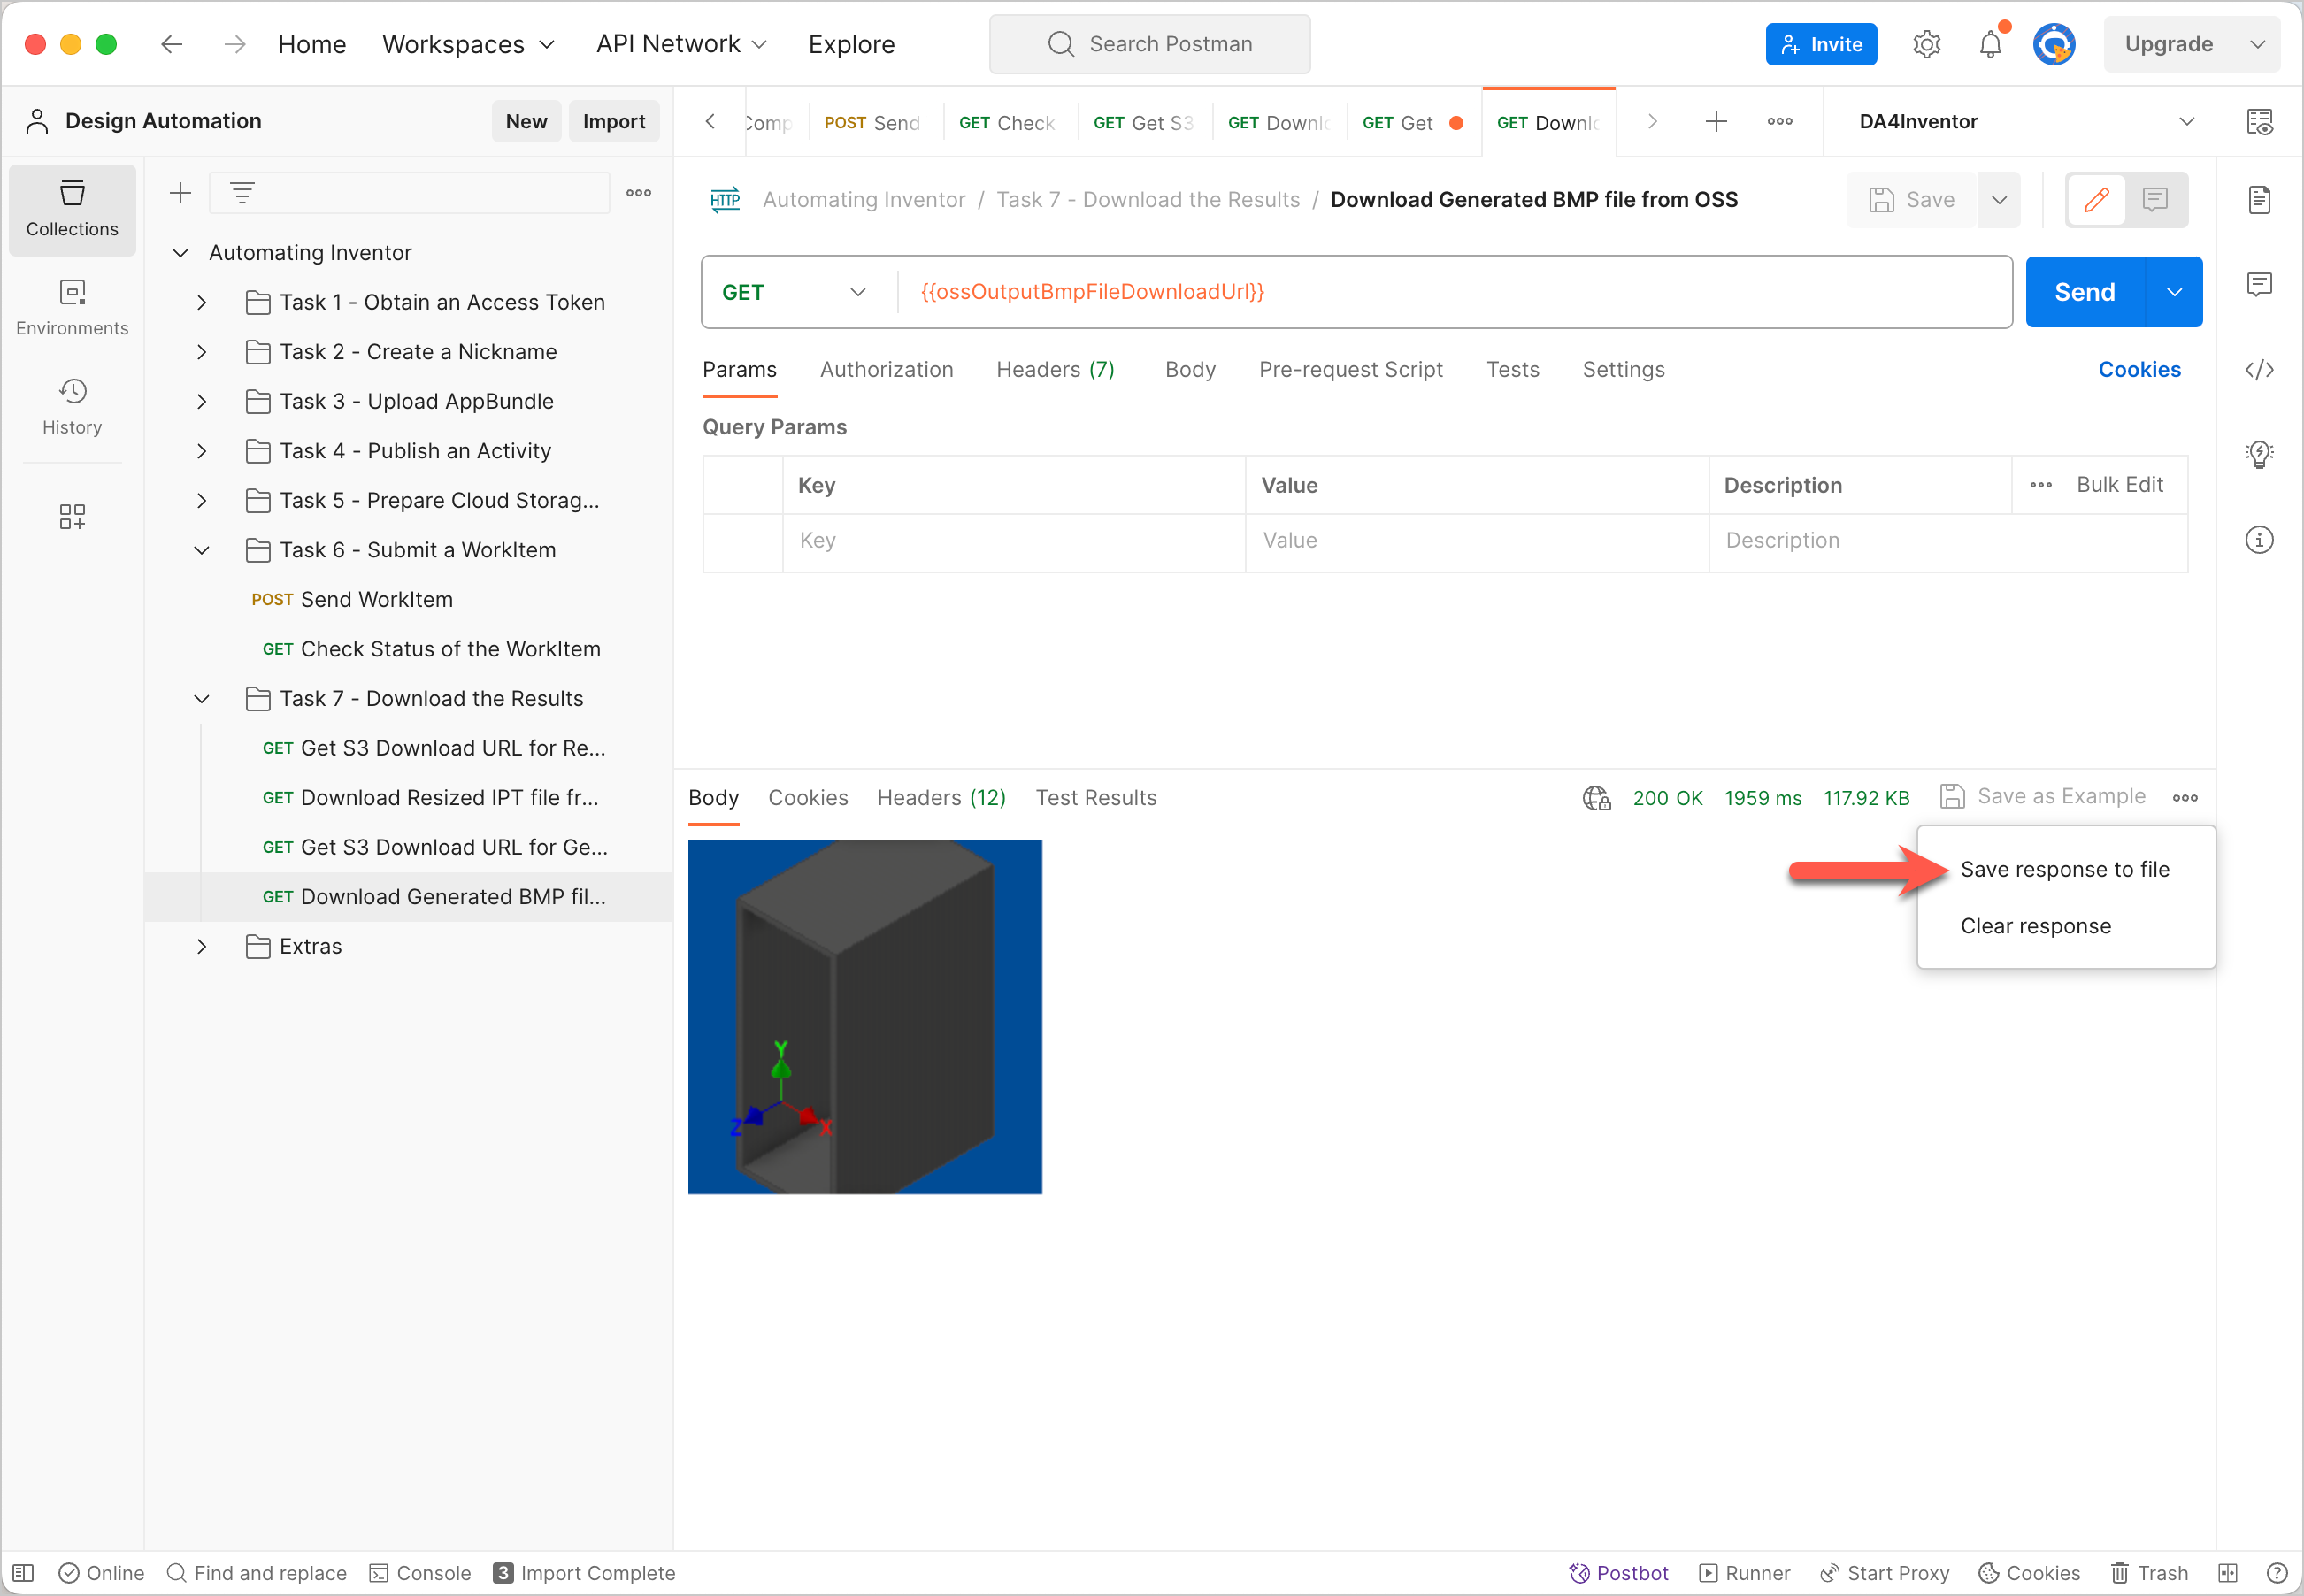 Home Workspaces API Network Explore Search Postman Invite Upgrade
Design Automation New Import
Comp POST Send GET Check GET Get S3 GET Downl GET Get GET Downl DA4Inventor
Collections
Environments
History
Automating Inventor
Task 1 - Obtain an Access Token
Task 2 - Create a Nickname
Task 3 - Upload AppBundle
Task 4 - Publish an Activity
Task 5 - Prepare Cloud Storag...
Task 6 - Submit a WorkItem
POST Send WorkItem
GET Check Status of the WorkItem
Task 7 - Download the Results
GET Get S3 Download URL for Re...
GET Download Resized IPT file fr...
GET Get S3 Download URL for Ge...
GET Download Generated BMP fil...
Extras
HTTP Automating Inventor / Task 7 - Download the Results / Download Generated BMP file from OSS Save
GET {{ossOutputBmpFileDownloadUrl}} Send
Params Authorization Headers (7) Body Pre-request Script Tests Settings Cookies
Query Params
Key Value Description Bulk Edit
Key Value Description
Body Cookies Headers (12) Test Results 200 OK 1959 ms 117.92 KB Save as Example
Save response to file
Clear response
Y
Z X
Online Find and replace Console 3 Import Complete Postbot Runner Start Proxy Cookies Trash